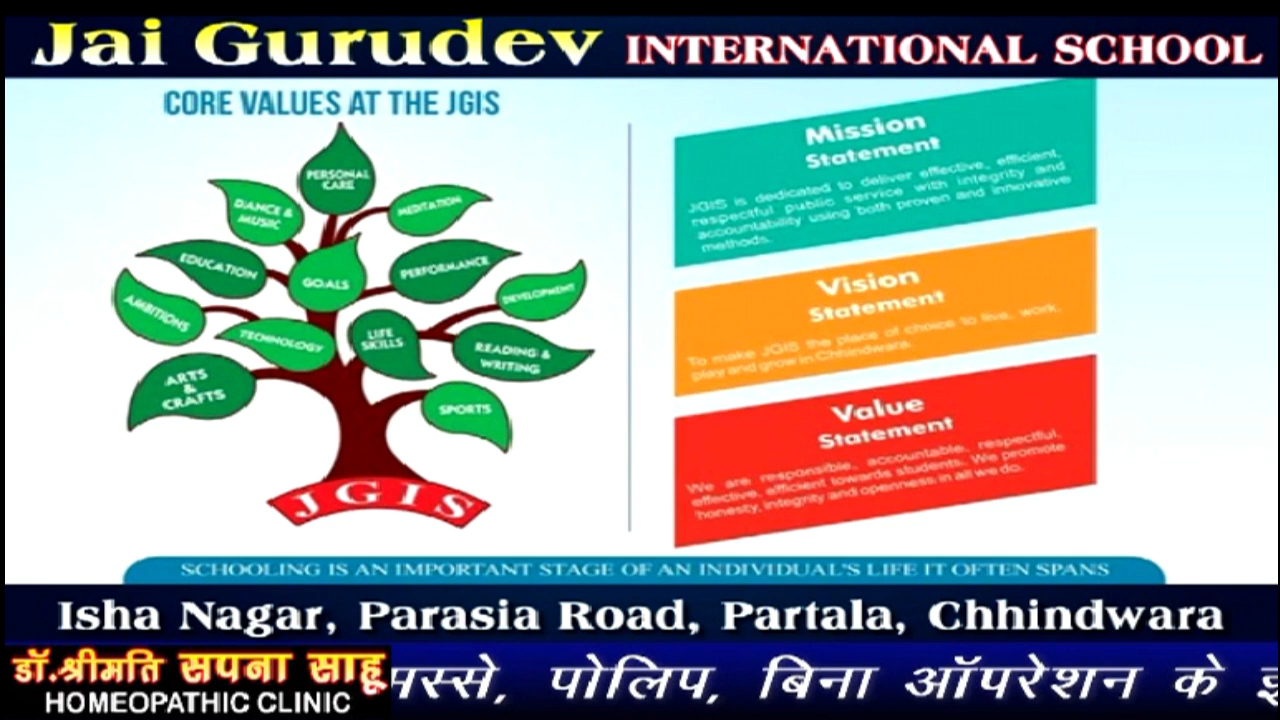 Jai Gurudev INTERNATIONAL SCHOOL
CORE VALUES AT THE JGIS
PERSONAL
CARE
DANCE &
MUSIC
MEDITATION
EDUCATION
GOALS
PERFORMANCE
AMBITIONS
DEVELOPMENT
TECHNOLOGY
LIFE
SKILLS
READING &
WRITING
ARTS
&
CRAFTS
SPORTS
JGIS
Mission
Statement
JGIS is dedicated to deliver effective, efficient,
respectful public service with integrity and
accountability using both proven and innovative
methods.
Vision
Statement
To make JGIS the place of choice to live, work,
play and grow in Chhindwara.
Value
Statement
We are responsible, accountable, respectful,
effective, efficient towards students. We promote
honesty, integrity and openness in all we do.
SCHOOLING IS AN IMPORTANT STAGE OF AN INDIVIDUAL'S LIFE IT OFTEN SPANS
Isha Nagar, Parasia Road, Partala, Chhindwara
डॉ.श्रीमति सपना साहू
HOMEOPATHIC CLINIC
मस्से, पोलिप, बिना ऑपरेशन के